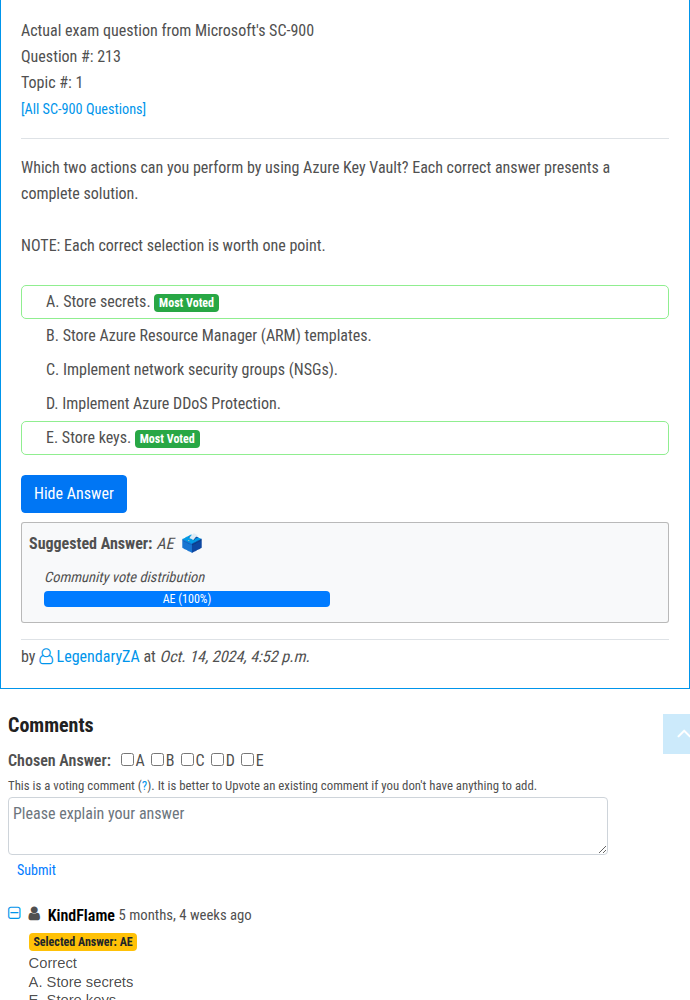 Actual exam question from Microsoft's SC-900
Question #: 213
Topic #: 1
[All SC-900 Questions]
Which two actions can you perform by using Azure Key Vault? Each correct answer presents a
complete solution.
NOTE: Each correct selection is worth one point.
A. Store secrets. Most Voted
B. Store Azure Resource Manager (ARM) templates.
C. Implement network security groups (NSGs).
D. Implement Azure DDoS Protection.
E. Store keys. Most Voted
Hide Answer
Suggested Answer: AE
Community vote distribution
AE (100%)
by LegendaryZA at Oct. 14, 2024, 4:52 p.m.
Comments
Chosen Answer: A B C D E
This is a voting comment (?). It is better to Upvote an existing comment if you don't have anything to add.
Please explain your answer
Submit
KindFlame 5 months, 4 weeks ago
Selected Answer: AE
Correct
A. Store secrets
E. Store keys